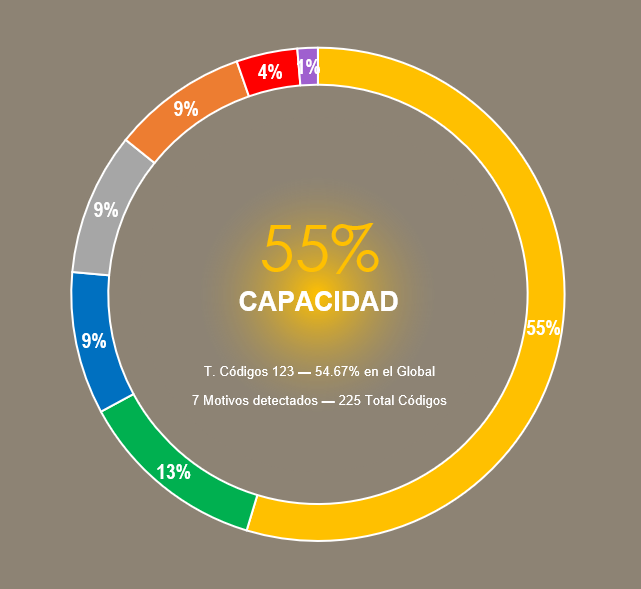 4%
1%
9%
9%
55%
CAPACIDAD
55%
9%
T. Códigos 123 — 54.67% en el Global
7 Motivos detectados — 225 Total Códigos
13%